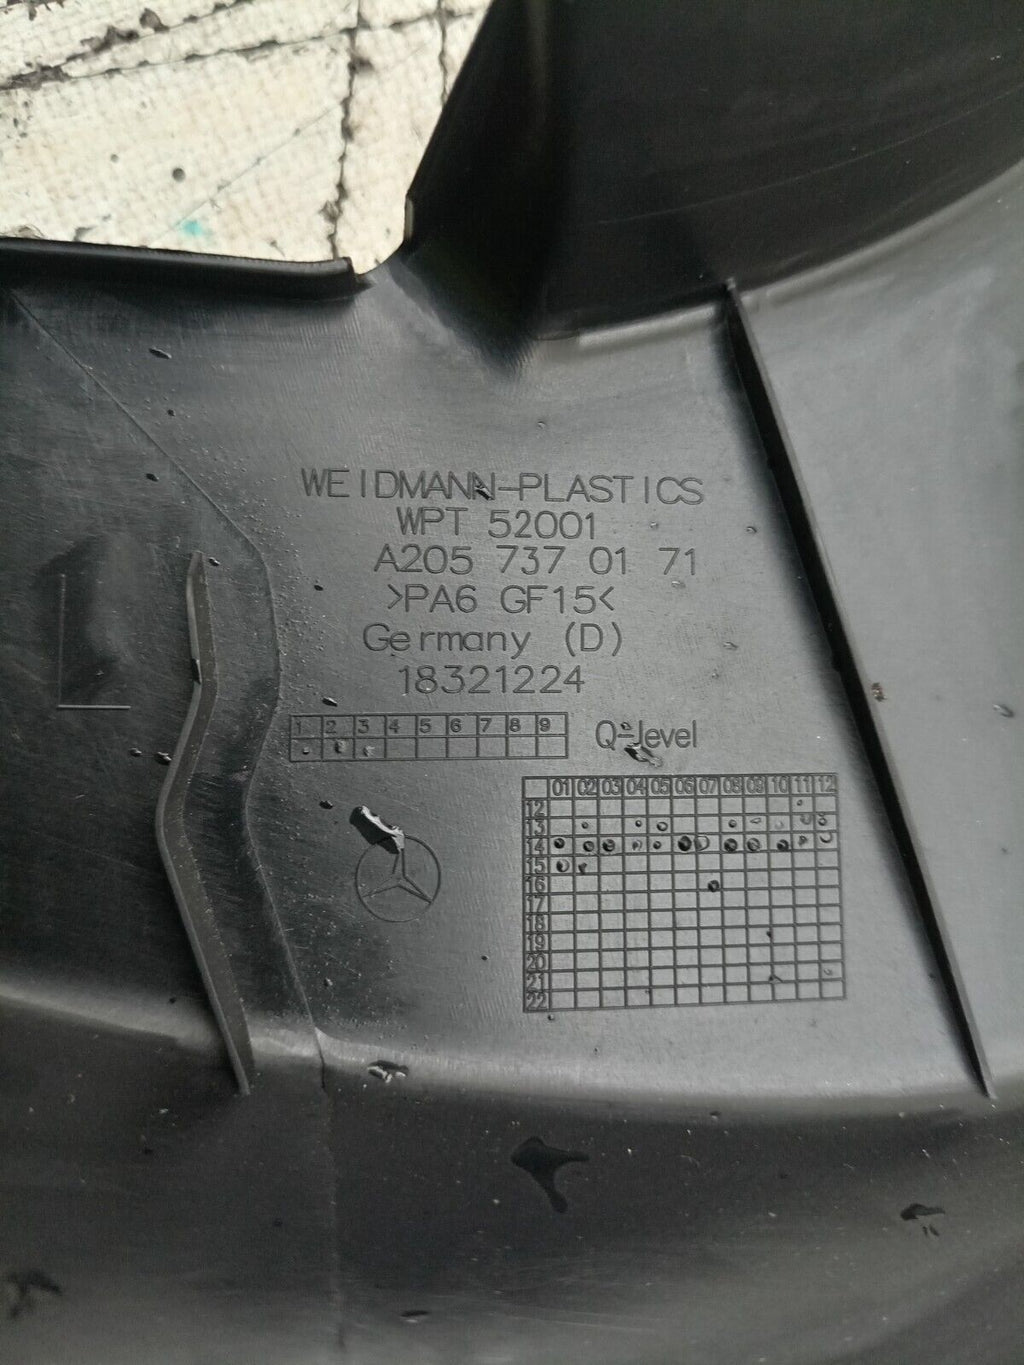 WEIDMANN-PLASTICS
WPT 52001
A205 737 01 71
>PA6 GF15<
Germany (D)
18321224
1 2 3 4 5 6 7 8 9
Q-level
01 02 03 04 05 06 07 08 09 10 11 12
12
13
14
15
16
17
18
19
20
21
22
L